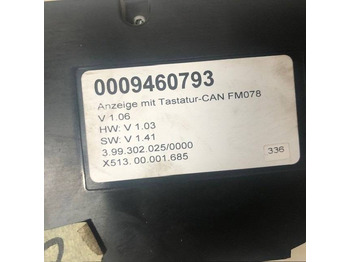 0009460793
Anzeige mit Tastatur-CAN FM078
V 1.06
HW: V 1.03
SW: V 1.41
3.99.302.025/0000
X513. 00.001.685
336